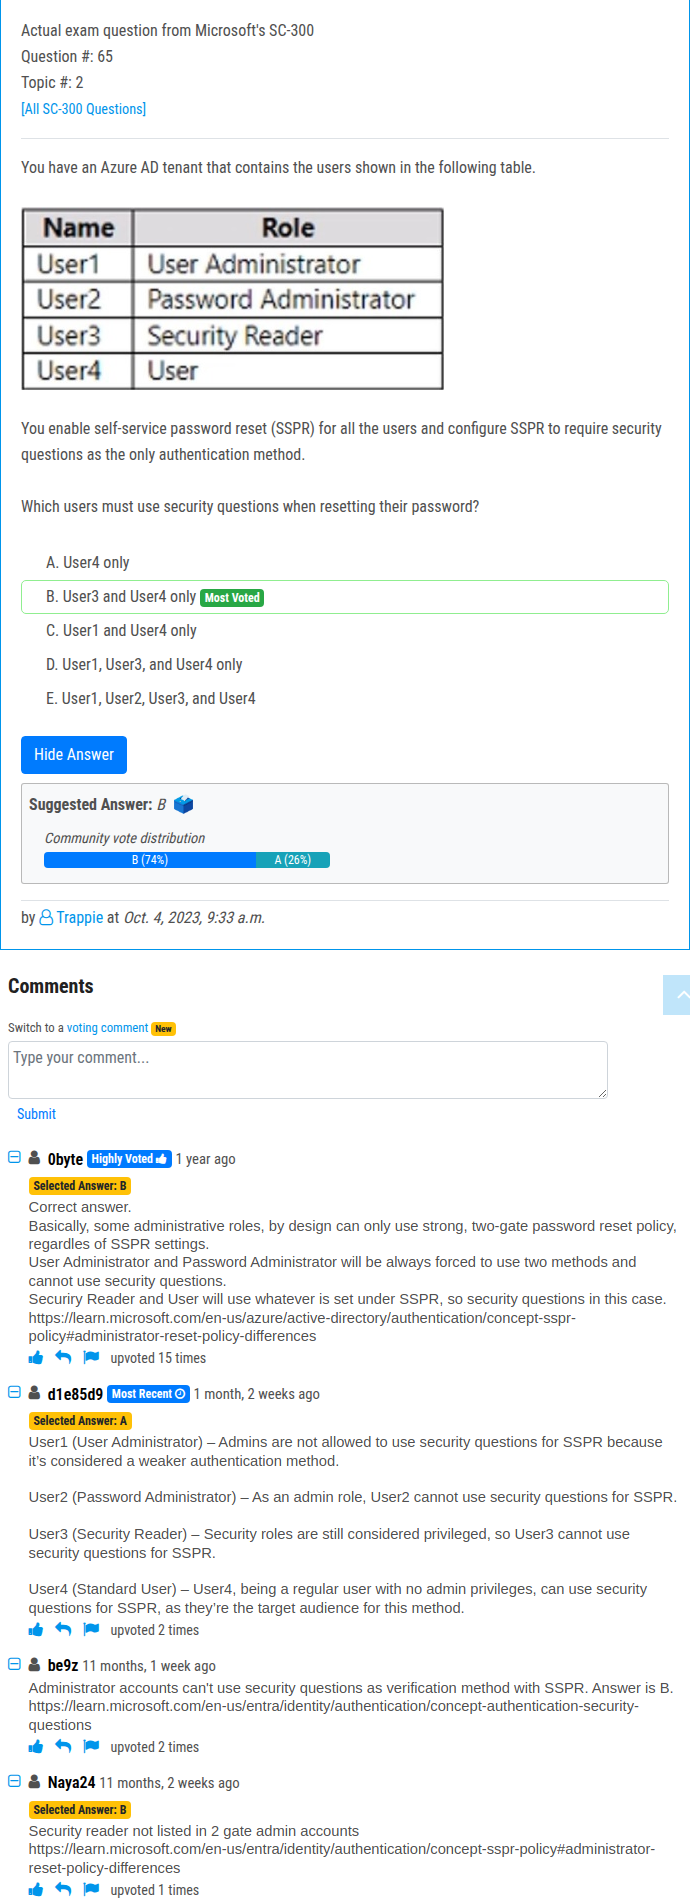 Actual exam question from Microsoft's SC-300
Question #: 65
Topic #: 2
[All SC-300 Questions]
You have an Azure AD tenant that contains the users shown in the following table.
Name Role
User1 User Administrator
User2 Password Administrator
User3 Security Reader
User4 User
You enable self-service password reset (SSPR) for all the users and configure SSPR to require security
questions as the only authentication method.
Which users must use security questions when resetting their password?
A. User4 only
B. User3 and User4 only Most Voted
C. User1 and User4 only
D. User1, User3, and User4 only
E. User1, User2, User3, and User4
Hide Answer
Suggested Answer: B
Community vote distribution
B (74%) A (26%)
by Trappie at Oct. 4, 2023, 9:33 a.m.
Comments
Switch to a voting comment New
Type your comment...
Submit
0byte Highly Voted 1 year ago
Selected Answer: B
Correct answer.
Basically, some administrative roles, by design can only use strong, two-gate password reset policy,
regardles of SSPR settings.
User Administrator and Password Administrator will be always forced to use two methods and
cannot use security questions.
Securiry Reader and User will use whatever is set under SSPR, so security questions in this case.
https://learn.microsoft.com/en-us/azure/active-directory/authentication/concept-sspr-
policy#administrator-reset-policy-differences
upvoted 15 times
d1e85d9 Most Recent 1 month, 2 weeks ago
Selected Answer: A
User1 (User Administrator) – Admins are not allowed to use security questions for SSPR because
it's considered a weaker authentication method.
User2 (Password Administrator) – As an admin role, User2 cannot use security questions for SSPR.
User3 (Security Reader) – Security roles are still considered privileged, so User3 cannot use
security questions for SSPR.
User4 (Standard User) – User4, being a regular user with no admin privileges, can use security
questions for SSPR, as they're the target audience for this method.
upvoted 2 times
be9z 11 months, 1 week ago
Administrator accounts can't use security questions as verification method with SSPR. Answer is B.
https://learn.microsoft.com/en-us/entra/identity/authentication/concept-authentication-security-
questions
upvoted 2 times
Naya24 11 months, 2 weeks ago
Selected Answer: B
Security reader not listed in 2 gate admin accounts
https://learn.microsoft.com/en-us/entra/identity/authentication/concept-sspr-policy#administrator-
reset-policy-differences
upvoted 1 times